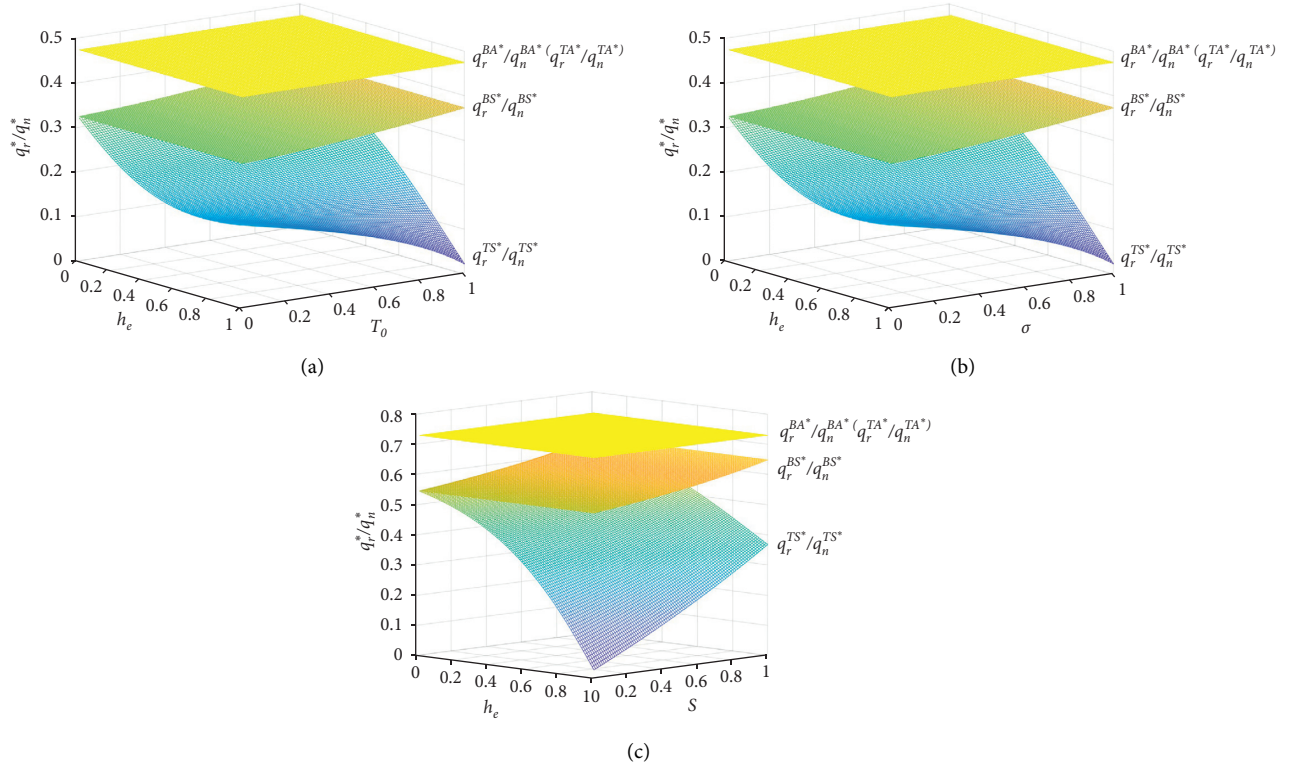 0.5
0.4
0.3
0.2
0.1
0
q_r^*/q_n^*
0
0.2
0.4
0.6
0.8
1
h_e
0
0.2
0.4
0.6
0.8
1
T_0
q_r^{BA*}/q_n^{BA*} (q_r^{TA*}/q_n^{TA*})
q_r^{BS*}/q_n^{BS*}
q_r^{TS*}/q_n^{TS*}
(a)
0.5
0.4
0.3
0.2
0.1
0
q_r^*/q_n^*
0
0.2
0.4
0.6
0.8
1
h_e
0
0.2
0.4
0.6
0.8
1
σ
q_r^{BA*}/q_n^{BA*} (q_r^{TA*}/q_n^{TA*})
q_r^{BS*}/q_n^{BS*}
q_r^{TS*}/q_n^{TS*}
(b)
0.8
0.7
0.6
0.5
0.4
0.3
0.2
0.1
0
q_r^*/q_n^*
0
0.2
0.4
0.6
0.8
10
h_e
0.2
0.4
0.6
0.8
1
S
q_r^{BA*}/q_n^{BA*} (q_r^{TA*}/q_n^{TA*})
q_r^{BS*}/q_n^{BS*}
q_r^{TS*}/q_n^{TS*}
(c)